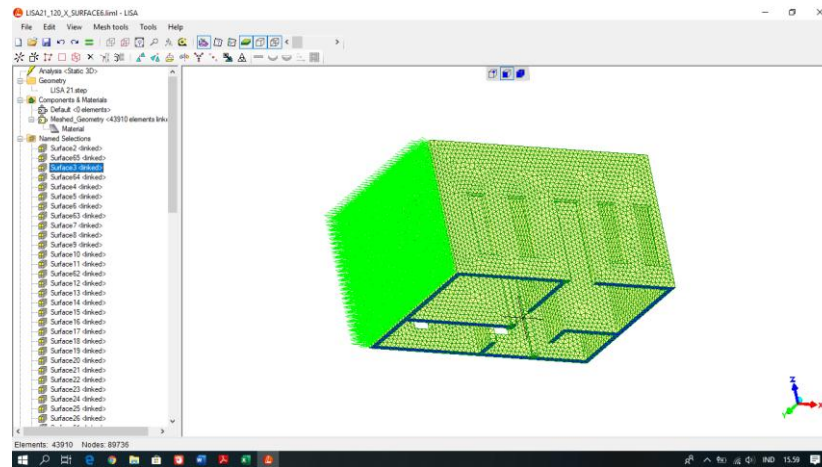 LISA21_120_X_SURFACE6.liml - LISA
File Edit View Mesh tools Tools Help
Analysis <Static 3D>
Geometry
LISA 21.step
Components & Materials
Default <0 elements>
Meshed_Geometry <43910 elements linke
Material
Named Selections
Surface2 <linked>
Surface65 <linked>
Surface3 <linked>
Surface64 <linked>
Surface4 <linked>
Surface5 <linked>
Surface6 <linked>
Surface63 <linked>
Surface7 <linked>
Surface8 <linked>
Surface9 <linked>
Surface10 <linked>
Surface11 <linked>
Surface62 <linked>
Surface12 <linked>
Surface13 <linked>
Surface14 <linked>
Surface15 <linked>
Surface16 <linked>
Surface17 <linked>
Surface18 <linked>
Surface19 <linked>
Surface20 <linked>
Surface21 <linked>
Surface22 <linked>
Surface23 <linked>
Surface24 <linked>
Surface25 <linked>
Surface26 <linked>
Z
X
Y
Elements: 43910 Nodes: 89736
IND 15.59